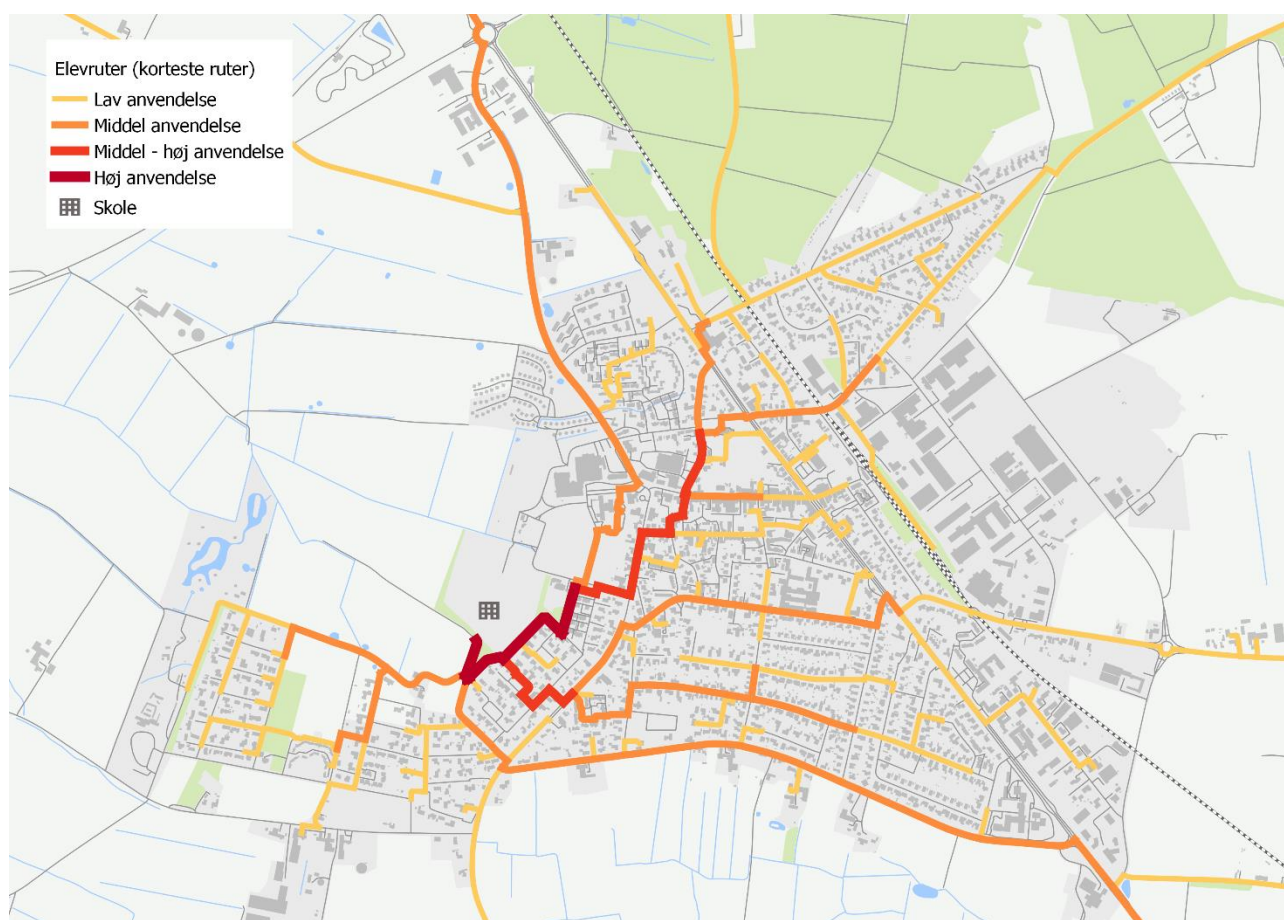 Elevruter (korteste ruter)
Lav anvendelse
Middel anvendelse
Middel - høj anvendelse
Høj anvendelse
Skole